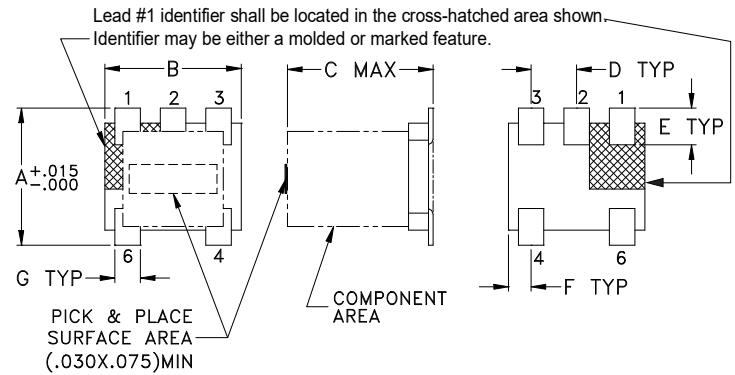 Lead #1 identifier shall be located in the cross-hatched area shown.
Identifier may be either a molded or marked feature.
B
C MAX
D TYP
1 2 3
3 2 1
E TYP
A+.015
-.000
6 4
4 6
G TYP
F TYP
COMPONENT
AREA
PICK & PLACE
SURFACE AREA
(.030X.075)MIN